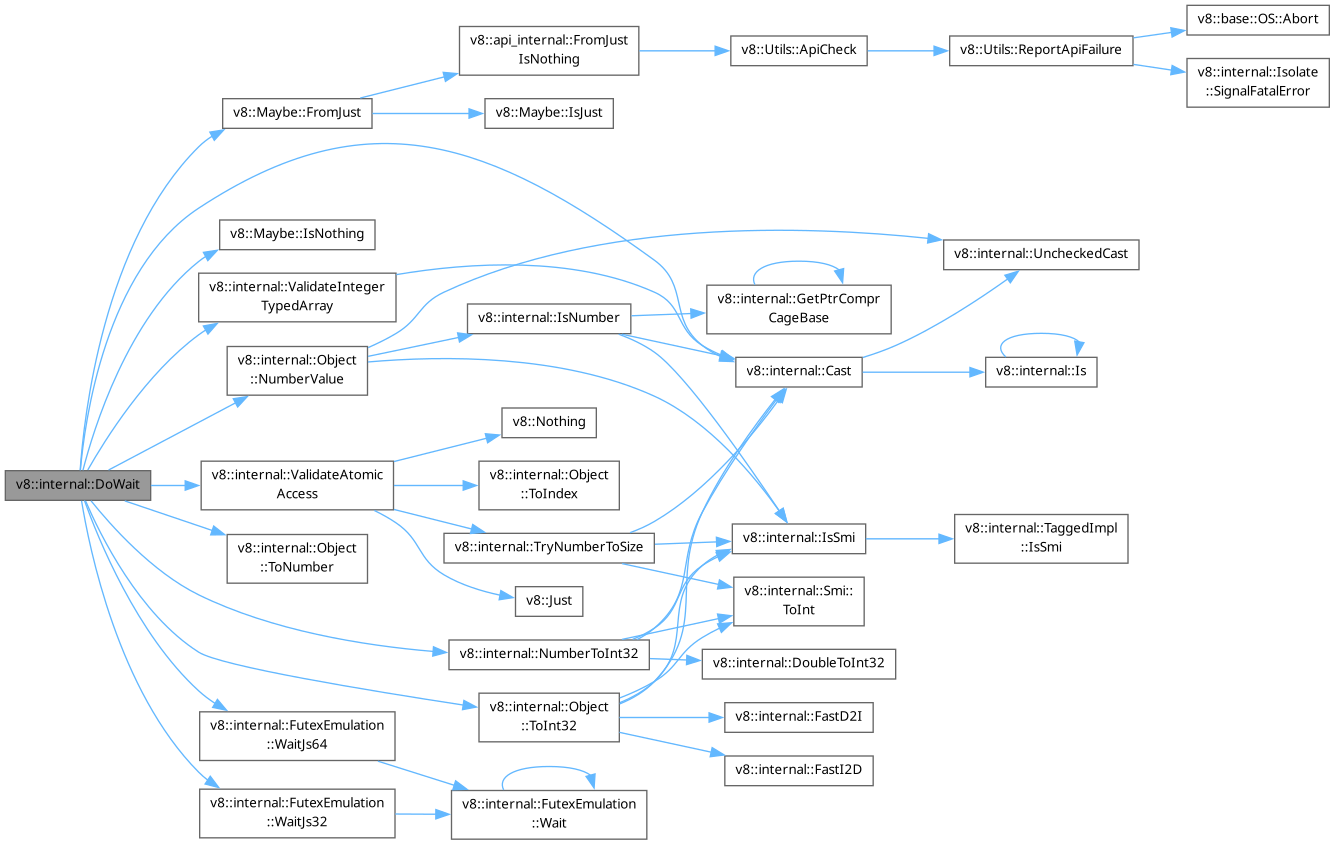 v8::internal::DoWait
v8::Maybe::FromJust
v8::api_internal::FromJust
IsNothing
v8::Utils::ApiCheck
v8::Utils::ReportApiFailure
v8::base::OS::Abort
v8::internal::Isolate
::SignalFatalError
v8::Maybe::IsJust
v8::Maybe::IsNothing
v8::internal::ValidateInteger
TypedArray
v8::internal::Object
::NumberValue
v8::internal::IsNumber
v8::internal::GetPtrCompr
CageBase
v8::internal::UncheckedCast
v8::internal::Cast
v8::internal::Is
v8::Nothing
v8::internal::ValidateAtomic
Access
v8::internal::Object
::ToIndex
v8::internal::TryNumberToSize
v8::internal::IsSmi
v8::internal::TaggedImpl
::IsSmi
v8::internal::Object
::ToNumber
v8::Just
v8::internal::Smi::
ToInt
v8::internal::NumberToInt32
v8::internal::DoubleToInt32
v8::internal::Object
::ToInt32
v8::internal::FastD2I
v8::internal::FastI2D
v8::internal::FutexEmulation
::WaitJs64
v8::internal::FutexEmulation
::WaitJs32
v8::internal::FutexEmulation
::Wait